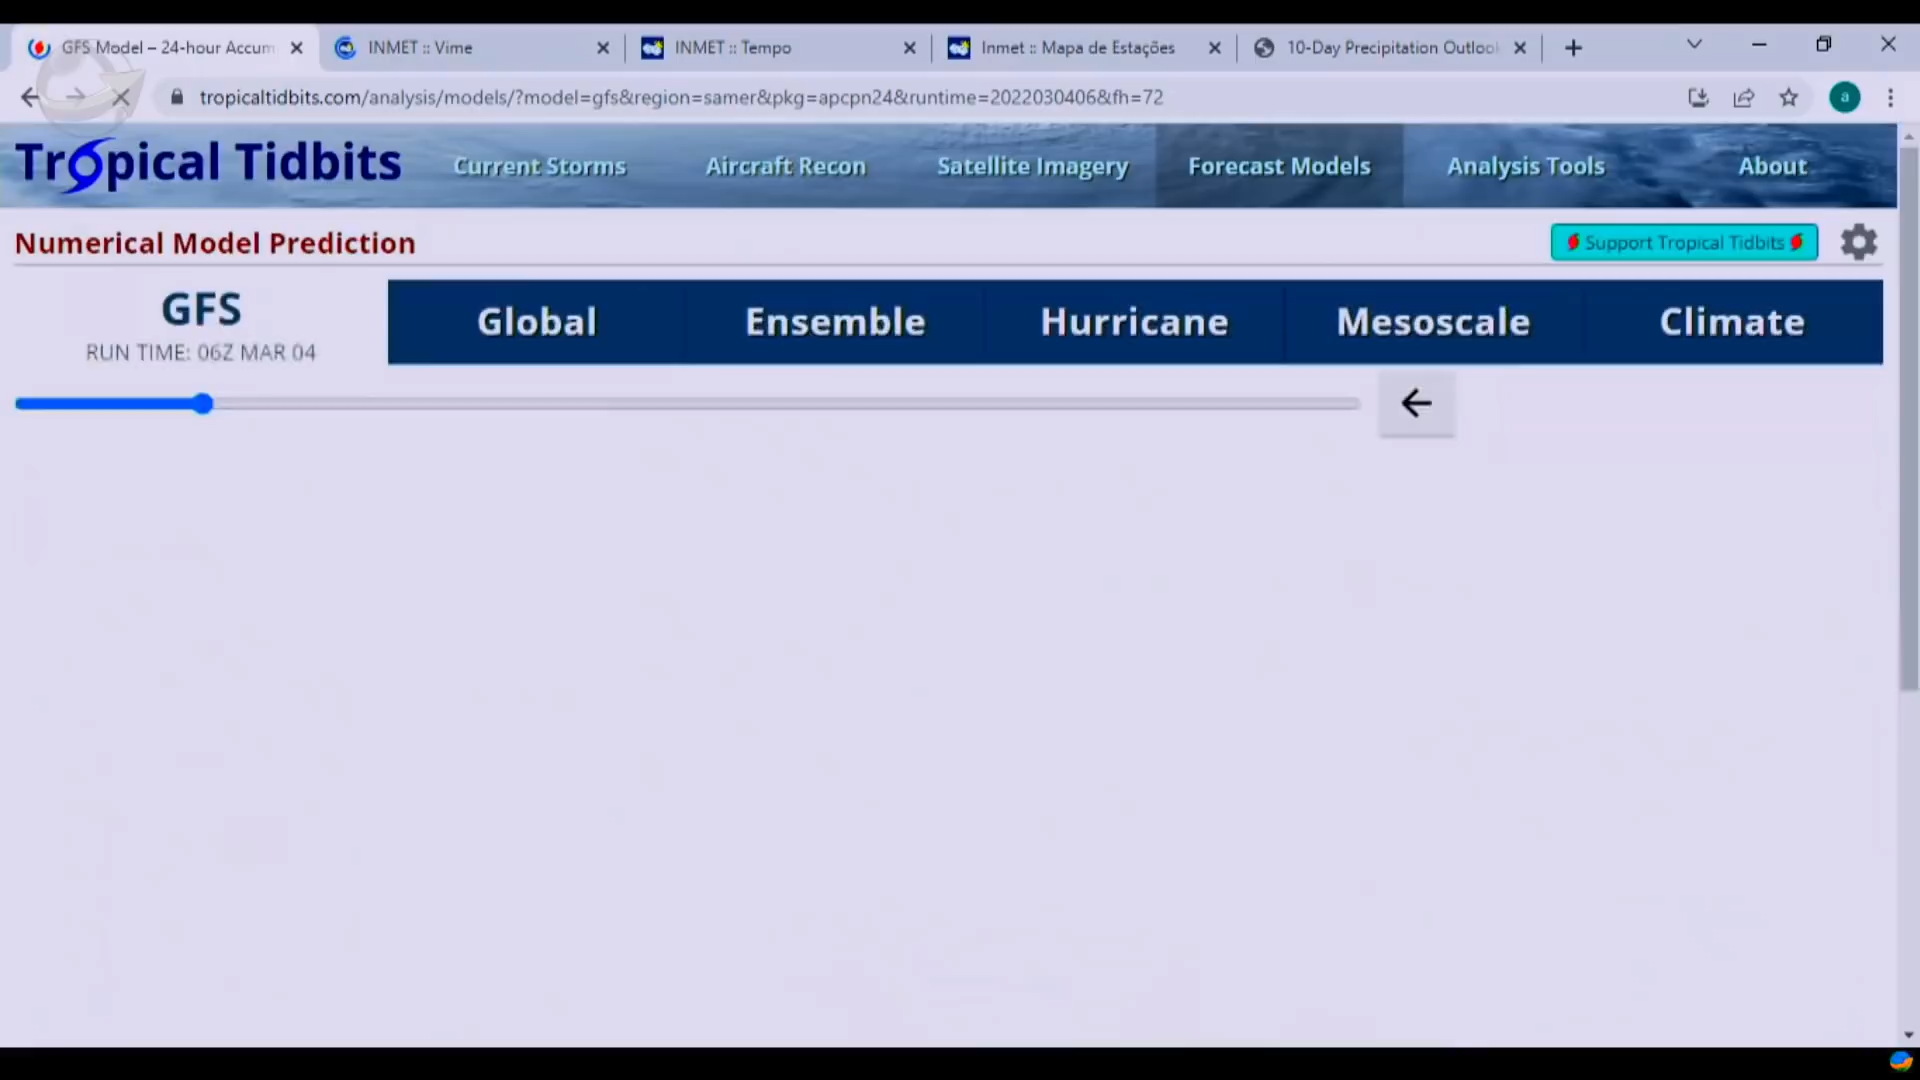 GFS Model – 24-hour Accum
INMET :: Vime
INMET :: Tempo
Inmet :: Mapa de Estações
10-Day Precipitation Outloo
tropicaltidbits.com/analysis/models/?model=gfs&region=samer&pkg=apcpn24&runtime=2022030406&fh=72
a
Tropical Tidbits
Current Storms
Aircraft Recon
Satellite Imagery
Forecast Models
Analysis Tools
About
Numerical Model Prediction
Support Tropical Tidbits
GFS
RUN TIME: 06Z MAR 04
Global
Ensemble
Hurricane
Mesoscale
Climate